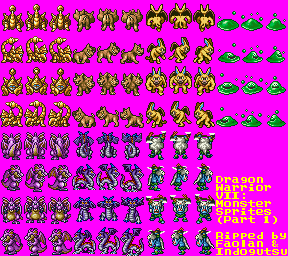 Dragon
Warrior
VII:
Monster
Sprites
(Part 1)
Ripped by
Faolan &
Indogutsu